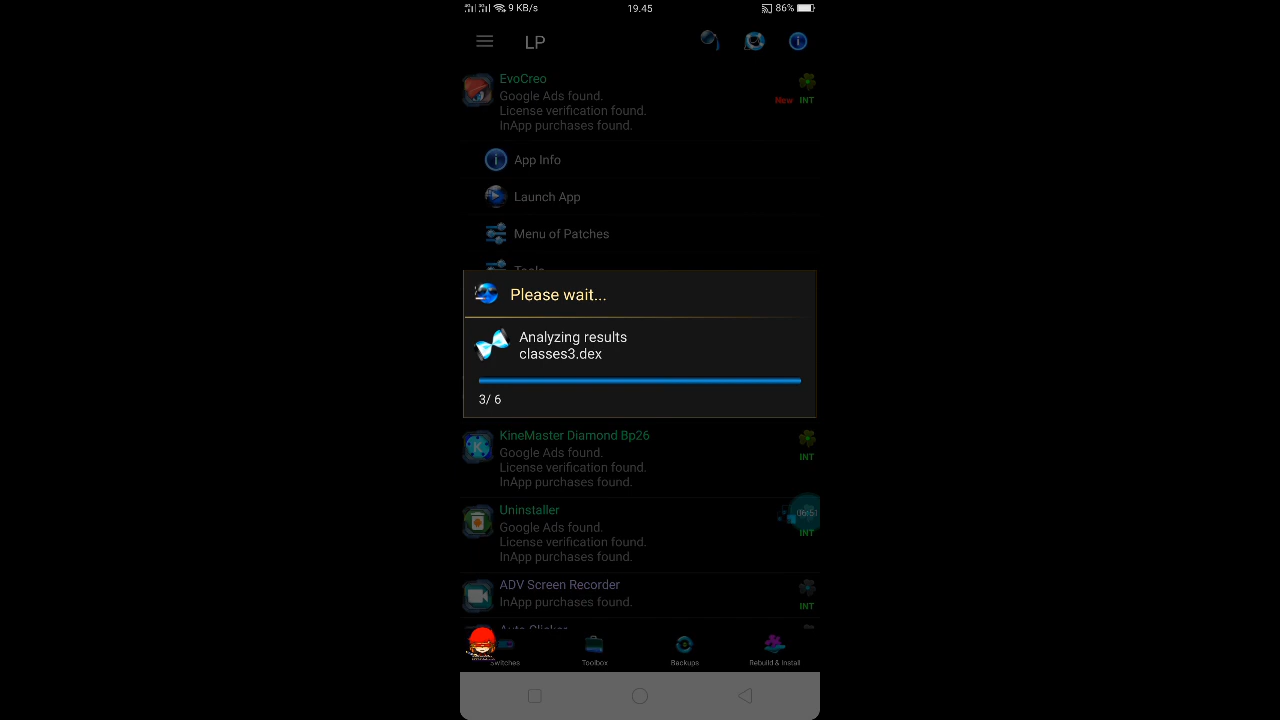 9 KB/s 19.45 86%
LP
EvoCreo
Google Ads found.
New INT
License verification found.
InApp purchases found.
App Info
Launch App
Menu of Patches
Tools
Please wait...
Analyzing results
classes3.dex
3/ 6
KineMaster Diamond Bp26
Google Ads found.
INT
License verification found.
InApp purchases found.
Uninstaller
06:51
Google Ads found.
INT
License verification found.
InApp purchases found.
ADV Screen Recorder
InApp purchases found.
INT
Auto Clicker
Switches Toolbox Backups Rebuild & Install